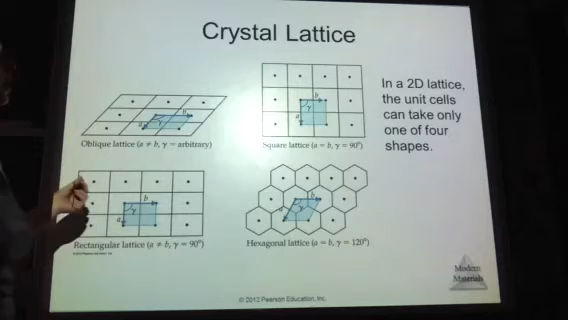 Crystal Lattice
In a 2D lattice,
the unit cells
can take only
one of four
shapes.
a
b
γ
Oblique lattice (a ≠ b, γ = arbitrary)
a
b
γ
Square lattice (a = b, γ = 90°)
a
b
γ
Rectangular lattice (a ≠ b, γ = 90°)
a
b
γ
Hexagonal lattice (a = b, γ = 120°)
Modern
Materials
© 2012 Pearson Education, Inc.